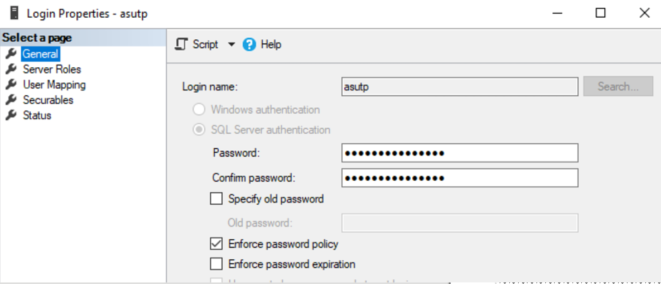 Login Properties - asutp
Select a page
General
Server Roles
User Mapping
Securables
Status
Script Help
Login name: asutp Search...
Windows authentication
SQL Server authentication
Password: ●●●●●●●●●●●●●●●
Confirm password: ●●●●●●●●●●●●●●●
Specify old password
Old password:
Enforce password policy
Enforce password expiration